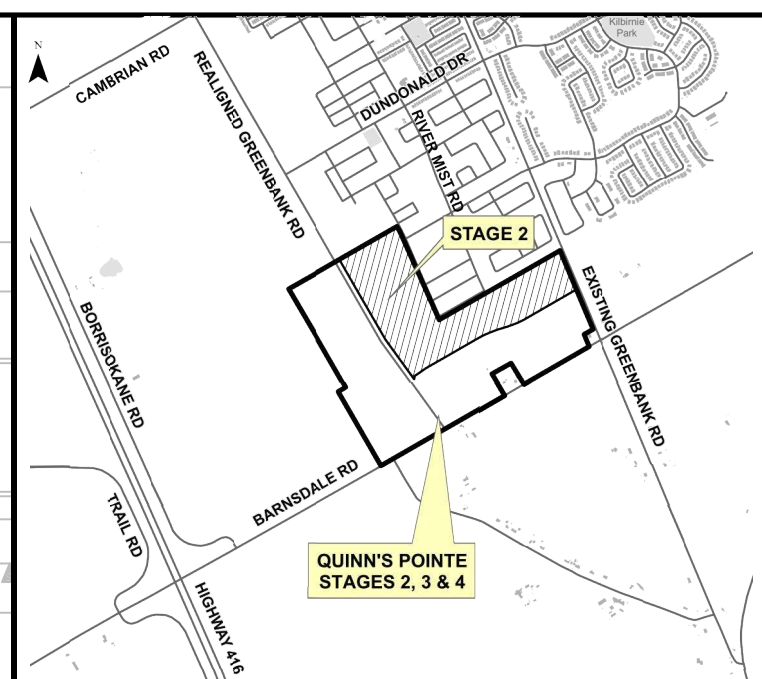 Kilbirnie
Park
N
CAMBRIAN RD
REALIGNED GREENBANK RD
DUNDONALD DR
RIVER MIST RD
STAGE 2
EXISTING GREENBANK RD
BORRISOKANE RD
BARNSDALE RD
TRAIL RD
QUINN'S POINTE
STAGES 2, 3 & 4
HIGHWAY 416